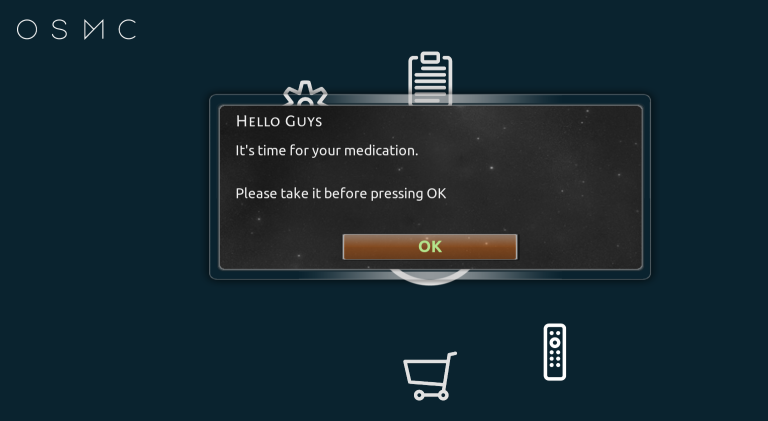 OSMC
Hello Guys
It's time for your medication.
Please take it before pressing OK
OK